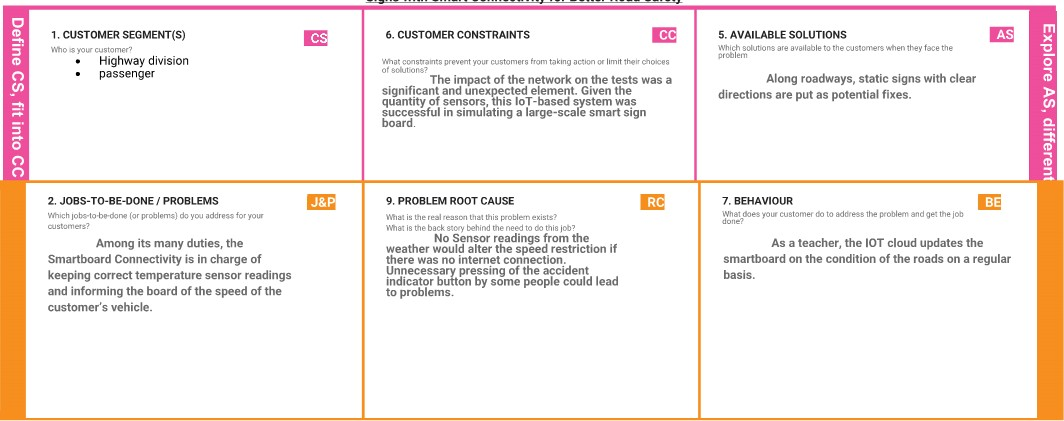 Signs with Smart Connectivity for Better Road Safety
Define CS, fit into CC
1. CUSTOMER SEGMENT(S)
CS
Who is your customer?
• Highway division
• passenger
6. CUSTOMER CONSTRAINTS
CC
What constraints prevent your customers from taking action or limit their choices
of solutions?
The impact of the network on the tests was a
significant and unexpected element. Given the
quantity of sensors, this IoT-based system was
successful in simulating a large-scale smart sign
board.
5. AVAILABLE SOLUTIONS
AS
Which solutions are available to the customers when they face the
problem
Along roadways, static signs with clear
directions are put as potential fixes.
Explore AS, different
2. JOBS-TO-BE-DONE / PROBLEMS
J&P
Which jobs-to-be-done (or problems) do you address for your
customers?
Among its many duties, the
Smartboard Connectivity is in charge of
keeping correct temperature sensor readings
and informing the board of the speed of the
customer's vehicle.
9. PROBLEM ROOT CAUSE
RC
What is the real reason that this problem exists?
What is the back story behind the need to do this job?
No Sensor readings from the
weather would alter the speed restriction if
there was no internet connection.
Unnecessary pressing of the accident
indicator button by some people could lead
to problems.
7. BEHAVIOUR
BE
What does your customer do to address the problem and get the job
done?
As a teacher, the IOT cloud updates the
smartboard on the condition of the roads on a regular
basis.